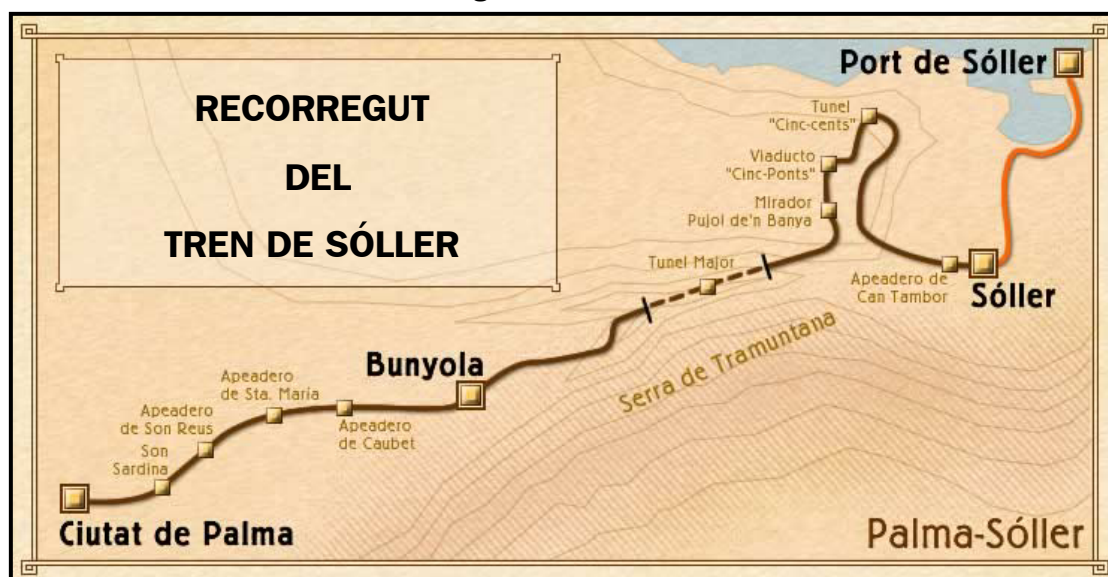 RECORREGUT
DEL
TREN DE SÓLLER
Port de Sóller
Tunel
"Cinc-cents"
Viaducto
"Cinc-Ponts"
Mirador
Pujol de'n Banya
Tunel Major
Apeadero de
Can Tambor
Sóller
Serra de Tramuntana
Bunyola
Apeadero
de Sta. María
Apeadero
de Caubet
Apeadero
de Son Reus
Son
Sardina
Ciutat de Palma
Palma-Sóller